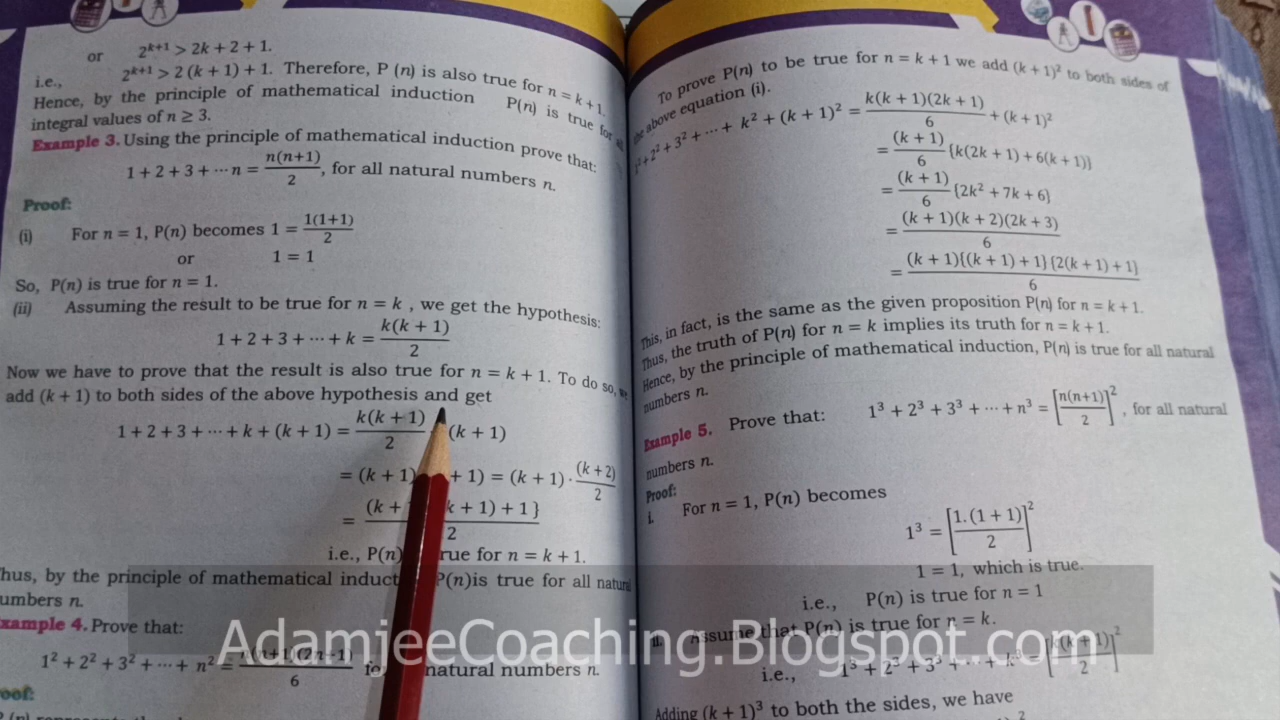 or 2^{k+1} > 2k + 2 + 1.
i.e., 2^{k+1} > 2 (k + 1) + 1. Therefore, P (n) is also true for n = k + 1.
Hence, by the principle of mathematical induction P(n) is true for
integral values of n ≥ 3.
Example 3. Using the principle of mathematical induction prove that:
1 + 2 + 3 + ⋯ n = n(n+1)/2, for all natural numbers n.
Proof:
(i) For n = 1, P(n) becomes 1 = 1(1+1)/2
or 1 = 1
So, P(n) is true for n = 1.
(ii) Assuming the result to be true for n = k , we get the hypothesis:
1 + 2 + 3 + ⋯ + k = k(k + 1)/2
Now we have to prove that the result is also true for n = k + 1. To do so,
add (k + 1) to both sides of the above hypothesis and get
1 + 2 + 3 + ⋯ + k + (k + 1) = k(k + 1)/2 (k + 1)
= (k + 1) + 1) = (k + 1) · (k + 2)/2
= (k + k + 1) + 1 }/2
i.e., P(n) rue for n = k + 1.
hus, by the principle of mathematical induct P(n)is true for all natural
umbers n.
xample 4. Prove that:
1² + 2² + 3² + ⋯ + n² = /6 fo natural numbers n.
oof:
To prove P(n) to be true for n = k + 1 we add (k + 1)² to both sides of
the above equation (i).
1² + 2² + 3² + ⋯ + k² + (k + 1)² = k(k + 1)(2k + 1)/6 + (k + 1)²
= (k + 1)/6 {k(2k + 1) + 6(k + 1)}
= (k + 1)/6 {2k² + 7k + 6}
= (k + 1)(k + 2)(2k + 3)/6
= (k + 1){(k + 1) + 1}{2(k + 1) + 1}/6
This, in fact, is the same as the given proposition P(n) for n = k + 1.
Thus, the truth of P(n) for n = k implies its truth for n = k + 1.
Hence, by the principle of mathematical induction, P(n) is true for all natural
numbers n.
Example 5. Prove that: 1³ + 2³ + 3³ + ⋯ + n³ = [n(n+1)/2]², for all natural
numbers n.
Proof:
i. For n = 1, P(n) becomes
1³ = [1.(1 + 1)/2]²
1 = 1, which is true.
i.e., P(n) is true for n = 1
ii. Assume that P(n) is true for n = k.
i.e., 1³ + 2³ + 3³ + ⋯ + k³ = [k(k + 1)/2]²
Adding (k + 1)³ to both the sides, we have
AdamjeeCoaching.Blogspot.com